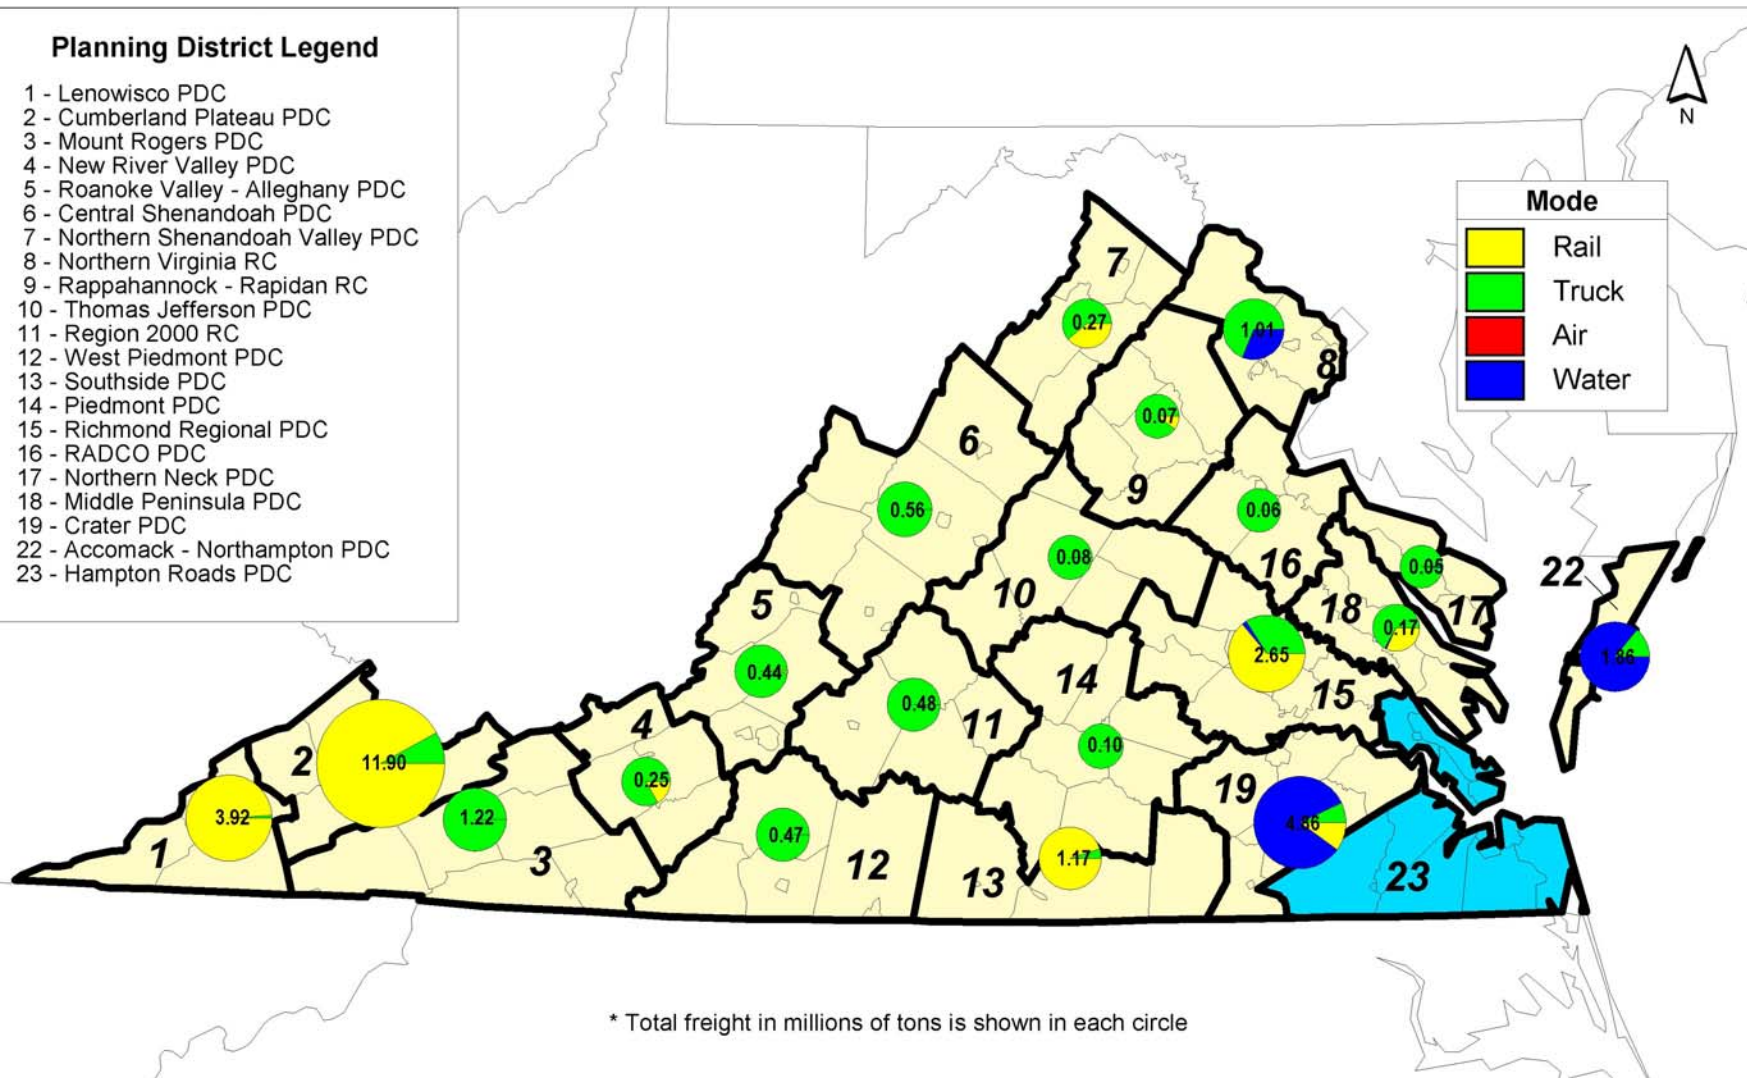 Planning District Legend
1 - Lenowisco PDC
2 - Cumberland Plateau PDC
3 - Mount Rogers PDC
4 - New River Valley PDC
5 - Roanoke Valley - Alleghany PDC
6 - Central Shenandoah PDC
7 - Northern Shenandoah Valley PDC
8 - Northern Virginia RC
9 - Rappahannock - Rapidan RC
10 - Thomas Jefferson PDC
11 - Region 2000 RC
12 - West Piedmont PDC
13 - Southside PDC
14 - Piedmont PDC
15 - Richmond Regional PDC
16 - RADCO PDC
17 - Northern Neck PDC
18 - Middle Peninsula PDC
19 - Crater PDC
22 - Accomack - Northampton PDC
23 - Hampton Roads PDC
N
Mode
Rail
Truck
Air
Water
7
0.27
1.01
8
0.07
6
9
0.56
0.06
0.08
16
0.05
22
10
5
18
17
0.17
2.65
1.86
0.44
14
15
0.48
11
4
0.10
2
11.90
0.25
19
3.92
1.22
4.86
0.47
1
3
12
1.17
13
23
* Total freight in millions of tons is shown in each circle